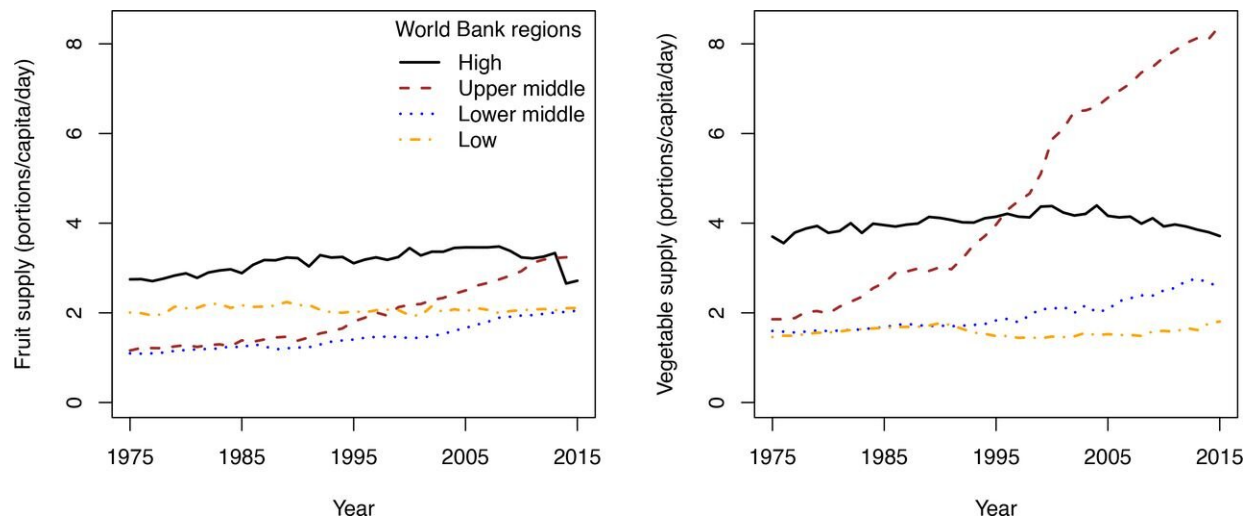 Fruit supply (portions/capita/day)
8
6
4
2
0
World Bank regions
High
Upper middle
Lower middle
Low
1975 1985 1995 2005 2015
Year
Vegetable supply (portions/capita/day)
8
6
4
2
0
1975 1985 1995 2005 2015
Year